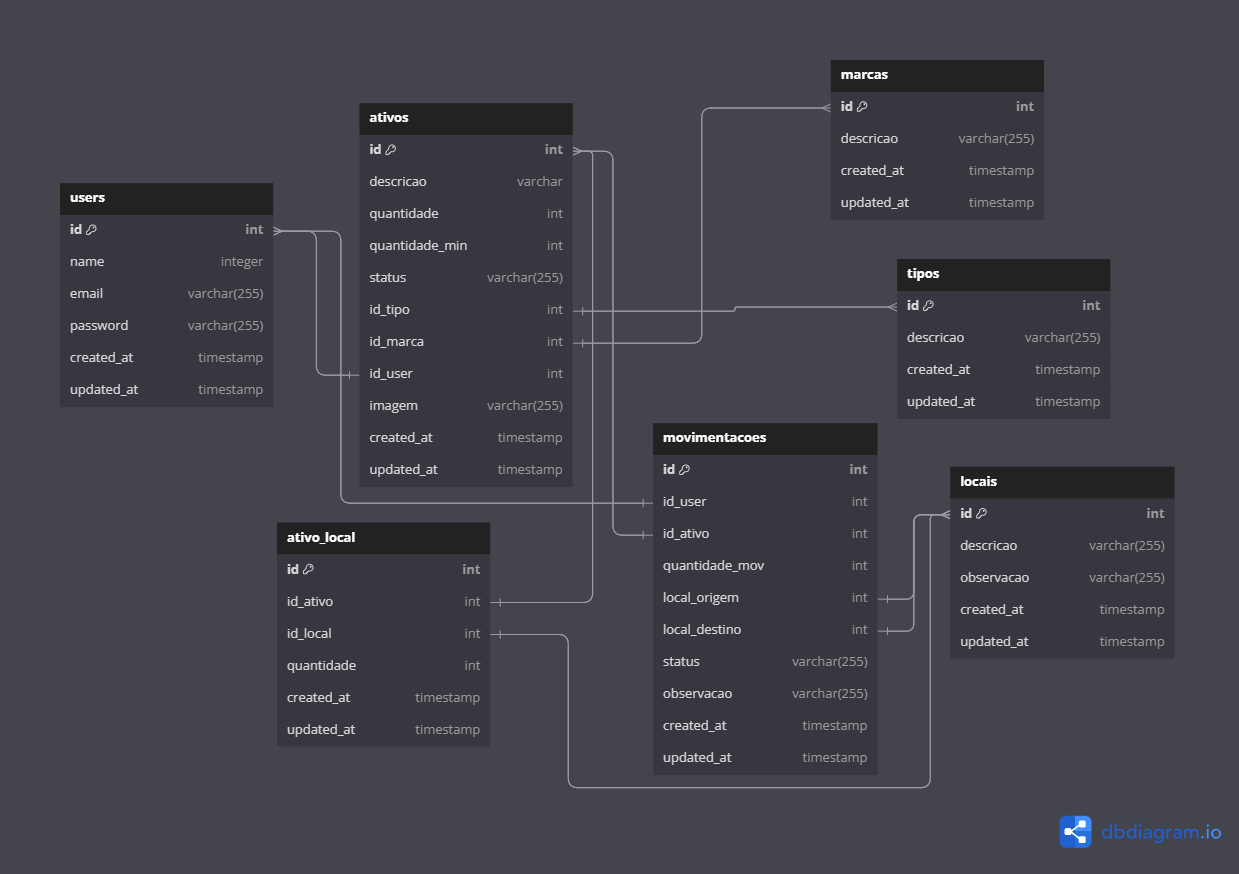 marcas
id int
descricao varchar(255)
created_at timestamp
updated_at timestamp
ativos
id int
descricao varchar
quantidade int
quantidade_min int
status varchar(255)
id_tipo int
id_marca int
id_user int
imagem varchar(255)
created_at timestamp
updated_at timestamp
users
id int
name integer
email varchar(255)
password varchar(255)
created_at timestamp
updated_at timestamp
tipos
id int
descricao varchar(255)
created_at timestamp
updated_at timestamp
movimentacoes
id int
id_user int
id_ativo int
quantidade_mov int
local_origem int
local_destino int
status varchar(255)
observacao varchar(255)
created_at timestamp
updated_at timestamp
locais
id int
descricao varchar(255)
observacao varchar(255)
created_at timestamp
updated_at timestamp
ativo_local
id int
id_ativo int
id_local int
quantidade int
created_at timestamp
updated_at timestamp
dbdiagram.io